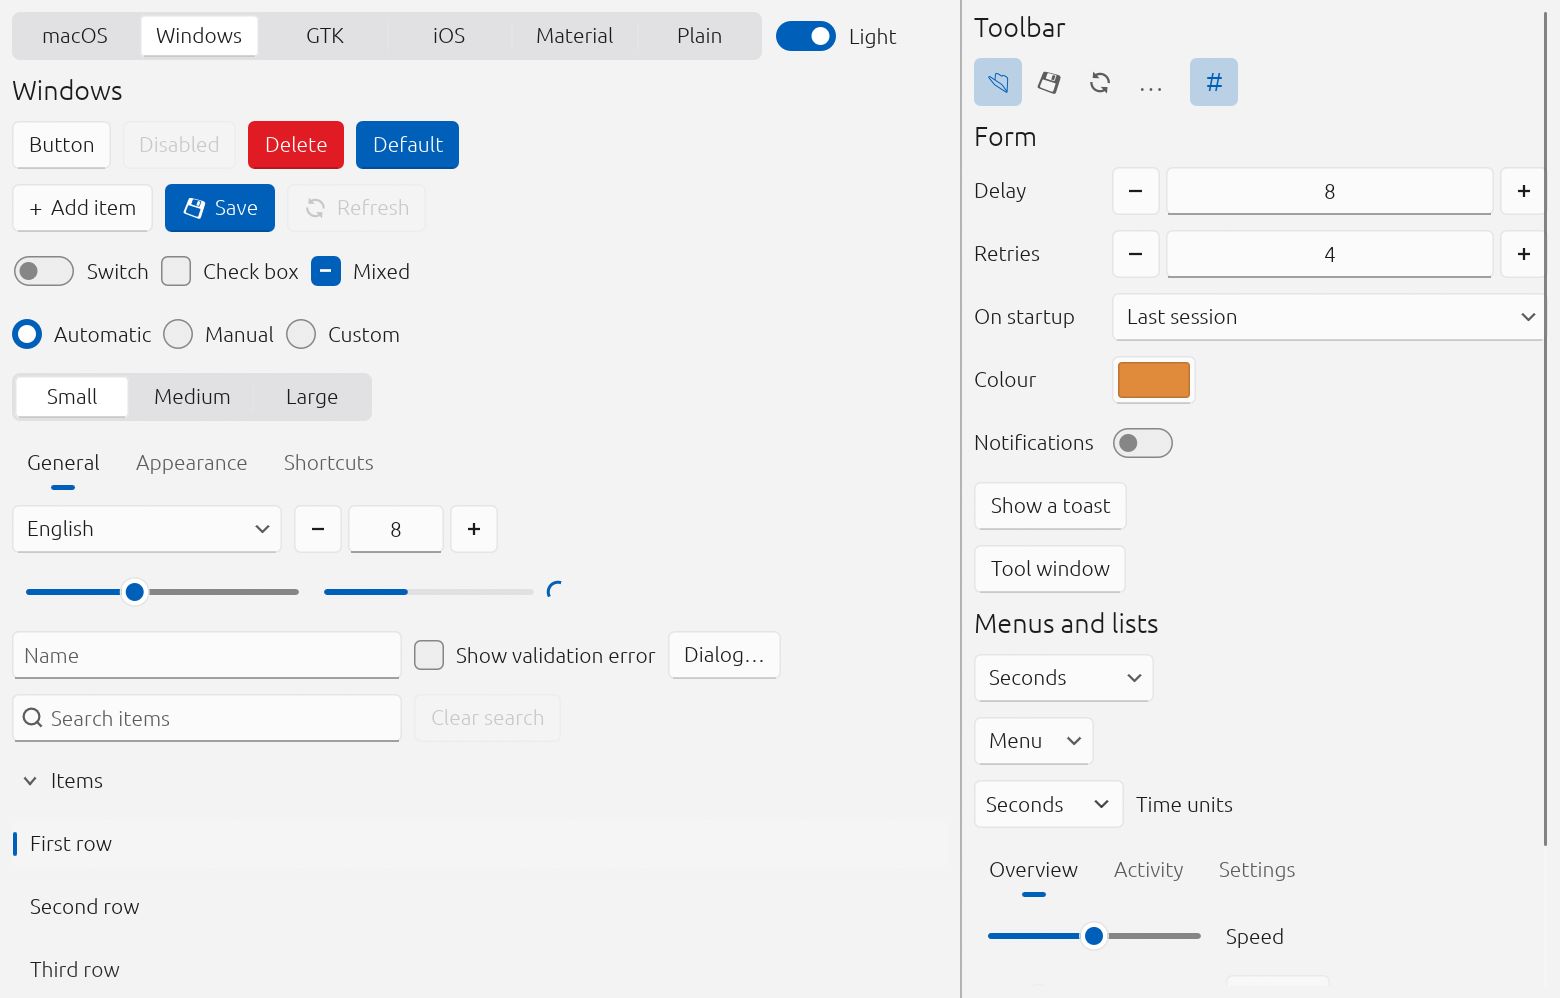 macOS Windows GTK iOS Material Plain Light
Windows
Button Disabled Delete Default
+ Add item Save Refresh
Switch Check box Mixed
Automatic Manual Custom
Small Medium Large
General Appearance Shortcuts
English − 8 +
Name Show validation error Dialog...
Search items Clear search
Items
First row
Second row
Third row
Toolbar
... #
Form
Delay − 8 +
Retries − 4 +
On startup Last session
Colour
Notifications
Show a toast
Tool window
Menus and lists
Seconds
Menu
Seconds Time units
Overview Activity Settings
Speed